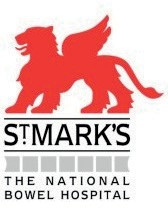 ST MARK'S
THE NATIONAL
BOWEL HOSPITAL